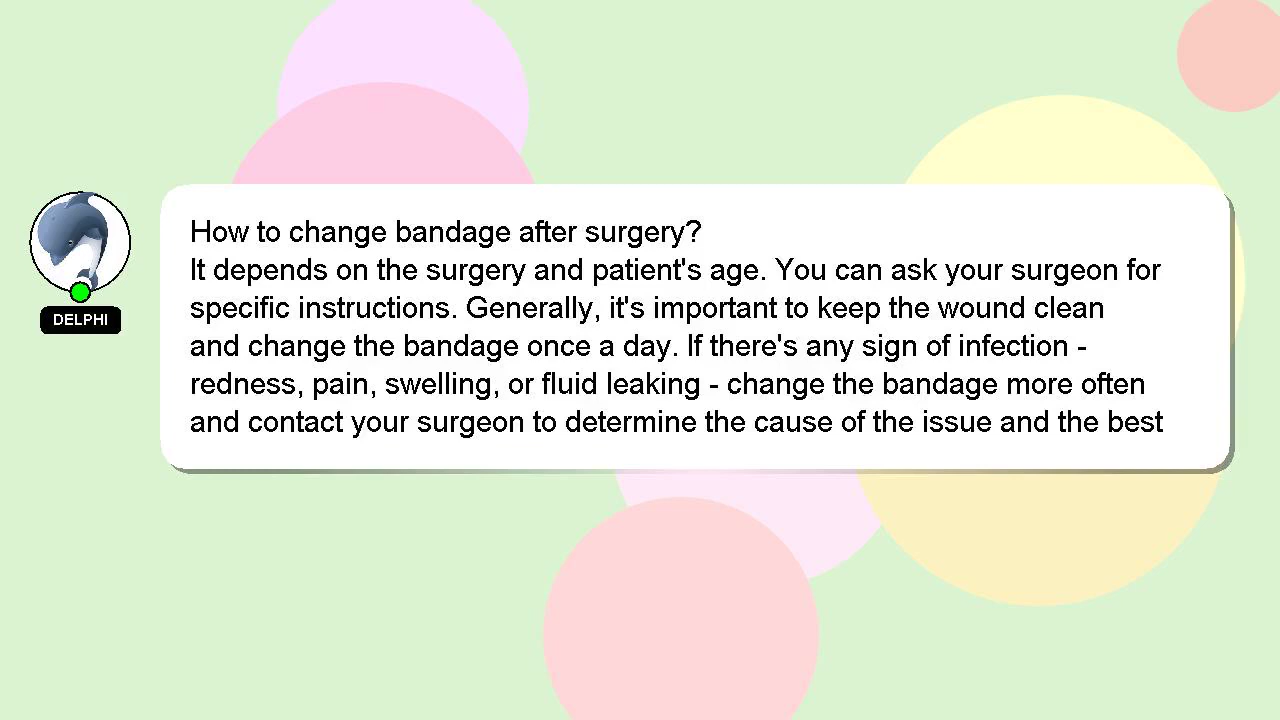 How to change bandage after surgery?
It depends on the surgery and patient's age. You can ask your surgeon for
specific instructions. Generally, it's important to keep the wound clean
and change the bandage once a day. If there's any sign of infection -
redness, pain, swelling, or fluid leaking - change the bandage more often
and contact your surgeon to determine the cause of the issue and the best
DELPHI